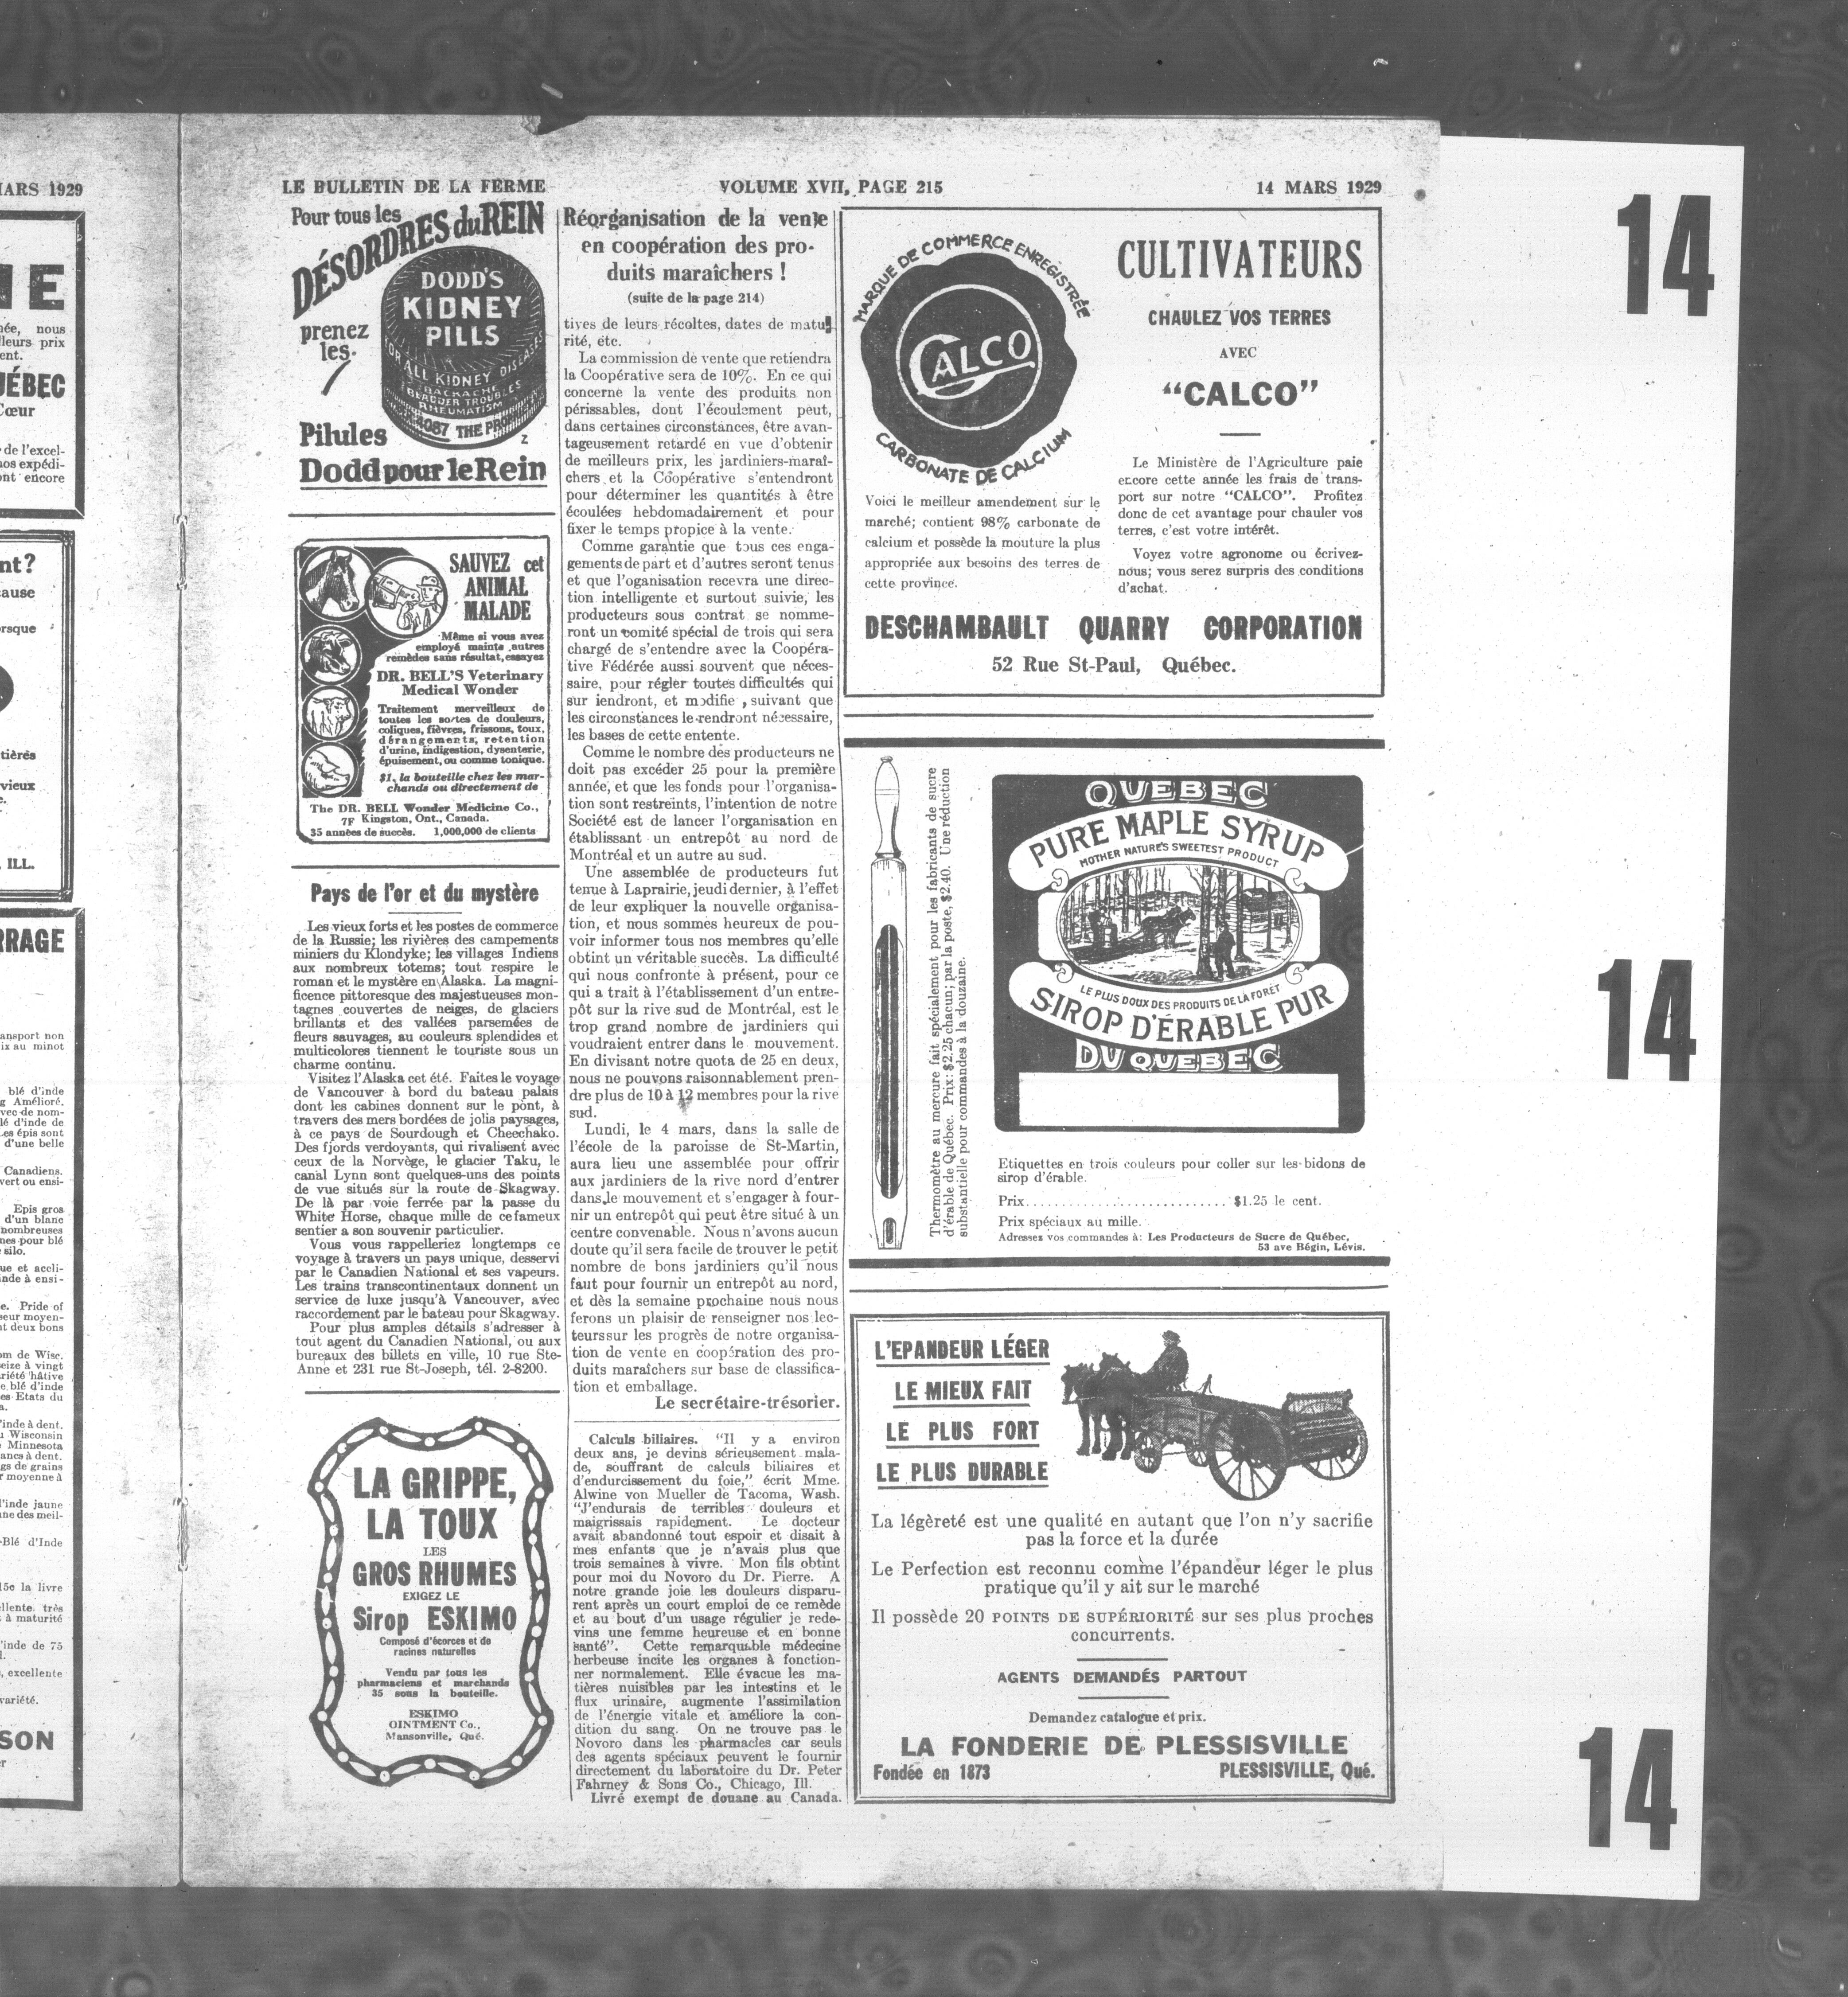 MARS 1929
LE BULLETIN DE LA FERME
VOLUME XVII, PAGE 215
14 MARS 1929
Pour tous les
DÉSORDRES du REIN
prenez
les
DODD'S
KIDNEY
PILLS
FOR ALL KIDNEY DISEASES
BACKACHE
BLADDER TROUBLES
RHEUMATISM
THE PRO
Pilules
Dodd pour le Rein
SAUVEZ cet
ANIMAL
MALADE
Même si vous avez
employé mainte autres
remèdes sans résultat, essayez
DR. BELL'S Veterinary
Medical Wonder
Traitement merveilleux de
toutes les sortes de douleurs,
coliques, fièvres, frissons, toux,
dérangements, retention
d'urine, indigestion, dysenterie,
épuisement, ou comme tonique.
$1. la bouteille chez les mar-
chands ou directement de
The DR. BELL Wonder Medicine Co.,
7F Kingston, Ont., Canada.
35 années de succès. 1,000,000 de clients
Pays de l'or et du mystère
Les vieux forts et les postes de commerce
de la Russie; les rivières des campements
miniers du Klondyke; les villages Indiens
aux nombreux totems; tout respire le
roman et le mystère en Alaska. La magni-
ficence pittoresque des majestueuses mon-
tagnes couvertes de neiges, de glaciers
brillants et des vallées parsemées de
fleurs sauvages, au couleurs splendides et
multicolores tiennent le touriste sous un
charme continu.
Visitez l'Alaska cet été. Faites le voyage
de Vancouver à bord du bateau palais
dont les cabines donnent sur le pont, à
travers des mers bordées de jolis paysages,
à ce pays de Sourdough et Cheechako.
Des fjords verdoyants, qui rivalisent avec
ceux de la Norvège, le glacier Taku, le
canal Lynn sont quelques-uns des points
de vue situés sur la route de Skagway.
De là par voie ferrée par la passe du
White Horse, chaque mille de ce fameux
sentier a son souvenir particulier.
Vous vous rappelleriez longtemps ce
voyage à travers un pays unique, desservi
par le Canadien National et ses vapeurs.
Les trains transcontinentaux donnent un
service de luxe jusqu'à Vancouver, avec
raccordement par le bateau pour Skagway.
Pour plus amples détails s'adresser à
tout agent du Canadien National, ou aux
bureaux des billets en ville, 10 rue Ste-
Anne et 231 rue St-Joseph, tél. 2-8200.
LA GRIPPE,
LA TOUX
LES
GROS RHUMES
EXIGEZ LE
Sirop ESKIMO
Composé d'écorces et de
racines naturelles
Vendu par tous les
pharmaciens et marchands
35 sous la bouteille.
ESKIMO
OINTMENT Co.,
Mansonville, Qué.
Réorganisation de la vente
en coopération des pro-
duits maraîchers !
(suite de la page 214)
tives de leurs récoltes, dates de matu
rité, etc.
La commission de vente que retiendra
la Coopérative sera de 10%. En ce qui
concerne la vente des produits non
périssables, dont l'écoulement peut,
dans certaines circonstances, être avan-
tageusement retardé en vue d'obtenir
de meilleurs prix, les jardiniers-maraî-
chers et la Coopérative s'entendront
pour déterminer les quantités à être
écoulées hebdomadairement et pour
fixer le temps propice à la vente.
Comme garantie que tous ces enga-
gements de part et d'autres seront tenus
et que l'oganisation recevra une direc-
tion intelligente et surtout suivie, les
producteurs sous contrat se nomme-
ront un comité spécial de trois qui sera
chargé de s'entendre avec la Coopéra-
tive Fédérée aussi souvent que néces-
saire, pour régler toutes difficultés qui
sur iendront, et modifie , suivant que
les circonstances le rendront nécessaire,
les bases de cette entente.
Comme le nombre des producteurs ne
doit pas excéder 25 pour la première
année, et que les fonds pour l'organisa-
tion sont restreints, l'intention de notre
Société est de lancer l'organisation en
établissant un entrepôt au nord de
Montréal et un autre au sud.
Une assemblée de producteurs fut
tenue à Laprairie, jeudi dernier, à l'effet
de leur expliquer la nouvelle organisa-
tion, et nous sommes heureux de pou-
voir informer tous nos membres qu'elle
obtint un véritable succès. La difficulté
qui nous confronte à présent, pour ce
qui a trait à l'établissement d'un entre-
pôt sur la rive sud de Montréal, est le
trop grand nombre de jardiniers qui
voudraient entrer dans le mouvement.
En divisant notre quota de 25 en deux,
nous ne pouvons raisonnablement pren-
dre plus de 10 à 12 membres pour la rive
sud.
Lundi, le 4 mars, dans la salle de
l'école de la paroisse de St-Martin,
aura lieu une assemblée pour offrir
aux jardiniers de la rive nord d'entrer
dans le mouvement et s'engager à four-
nir un entrepôt qui peut être situé à un
centre convenable. Nous n'avons aucun
doute qu'il sera facile de trouver le petit
nombre de bons jardiniers qu'il nous
faut pour fournir un entrepôt au nord,
et dès la semaine prochaine nous nous
ferons un plaisir de renseigner nos lec-
teurs sur les progrès de notre organisa-
tion de vente en coopération des pro-
duits maraîchers sur base de classifica-
tion et emballage.
Le secrétaire-trésorier.
Calculs biliaires. "Il y a environ
deux ans, je devins sérieusement mala-
de, souffrant de calculs biliaires et
d'endurcissement du foie," écrit Mme.
Alwine von Mueller de Tacoma, Wash.
"J'endurais de terribles douleurs et
maigrissais rapidement. Le docteur
avait abandonné tout espoir et disait à
mes enfants que je n'avais plus que
trois semaines à vivre. Mon fils obtint
pour moi du Novoro du Dr. Pierre. A
notre grande joie les douleurs disparu-
rent après un court emploi de ce remède
et au bout d'un usage régulier je rede-
vins une femme heureuse et en bonne
santé". Cette remarquable médecine
herbeuse incite les organes à fonction-
ner normalement. Elle évacue les ma-
tières nuisibles par les intestins et le
flux urinaire, augmente l'assimilation
de l'énergie vitale et améliore la con-
dition du sang. On ne trouve pas le
Novoro dans les pharmacies car seuls
des agents spéciaux peuvent le fournir
directement du laboratoire du Dr. Peter
Fahrney & Sons Co., Chicago, Ill.
Livré exempt de douane au Canada.
MARQUE DE COMMERCE ENREGISTRÉE
CALCO
CARBONATE DE CALCIUM
Voici le meilleur amendement sur le
marché; contient 98% carbonate de
calcium et possède la mouture la plus
appropriée aux besoins des terres de
cette province.
CULTIVATEURS
CHAULEZ VOS TERRES
AVEC
"CALCO"
Le Ministère de l'Agriculture paie
encore cette année les frais de trans-
port sur notre "CALCO". Profitez
donc de cet avantage pour chauler vos
terres, c'est votre intérêt.
Voyez votre agronome ou écrivez-
nous; vous serez surpris des conditions
d'achat.
DESCHAMBAULT QUARRY CORPORATION
52 Rue St-Paul, Québec.
Thermomètre au mercure fait spécialement pour les fabricants de sucre
d'érable de Québec. Prix: $2.25 chacun; par la poste, $2.40. Une réduction
substantielle pour commandes à la douzaine.
QUEBEC
PURE MAPLE SYRUP
MOTHER NATURE'S SWEETEST PRODUCT
LE PLUS DOUX DES PRODUITS DE LA FORÊT
SIROP D'ÉRABLE PUR
DU QUEBEC
Etiquettes en trois couleurs pour coller sur les bidons de
sirop d'érable.
Prix............................ $1.25 le cent.
Prix spéciaux au mille.
Adressez vos commandes à: Les Producteurs de Sucre de Québec,
53 ave Bégin, Lévis.
L'EPANDEUR LÉGER
LE MIEUX FAIT
LE PLUS FORT
LE PLUS DURABLE
La légèreté est une qualité en autant que l'on n'y sacrifie
pas la force et la durée
Le Perfection est reconnu comme l'épandeur léger le plus
pratique qu'il y ait sur le marché
Il possède 20 POINTS DE SUPÉRIORITÉ sur ses plus proches
concurrents.
AGENTS DEMANDÉS PARTOUT
Demandez catalogue et prix.
LA FONDERIE DE PLESSISVILLE
Fondée en 1873
PLESSISVILLE, Qué.
14
14
14